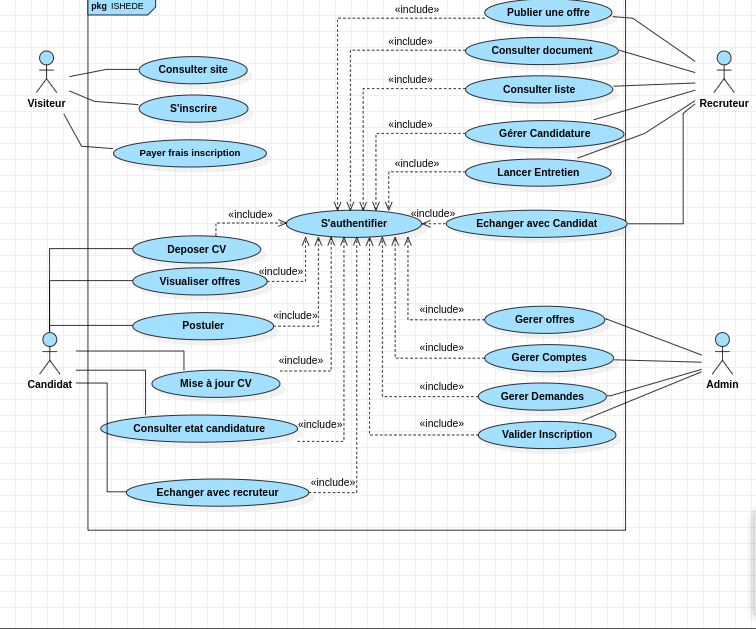 pkg ISHEDE
«include»
Publier une offre
«include»
Consulter document
Consulter site
«include»
Consulter liste
Visiteur
Recruteur
S'inscrire
«include»
Gérer Candidature
Payer frais inscription
«include»
Lancer Entretien
«include»
S'authentifier
«include»
Echanger avec Candidat
Deposer CV
«include»
Visualiser offres
«include»
Postuler
«include»
Gerer offres
«include»
Gerer Comptes
«include»
Candidat
Mise à jour CV
Admin
«include»
Gerer Demandes
Consulter etat candidature
«include»
«include»
Valider Inscription
«include»
Echanger avec recruteur